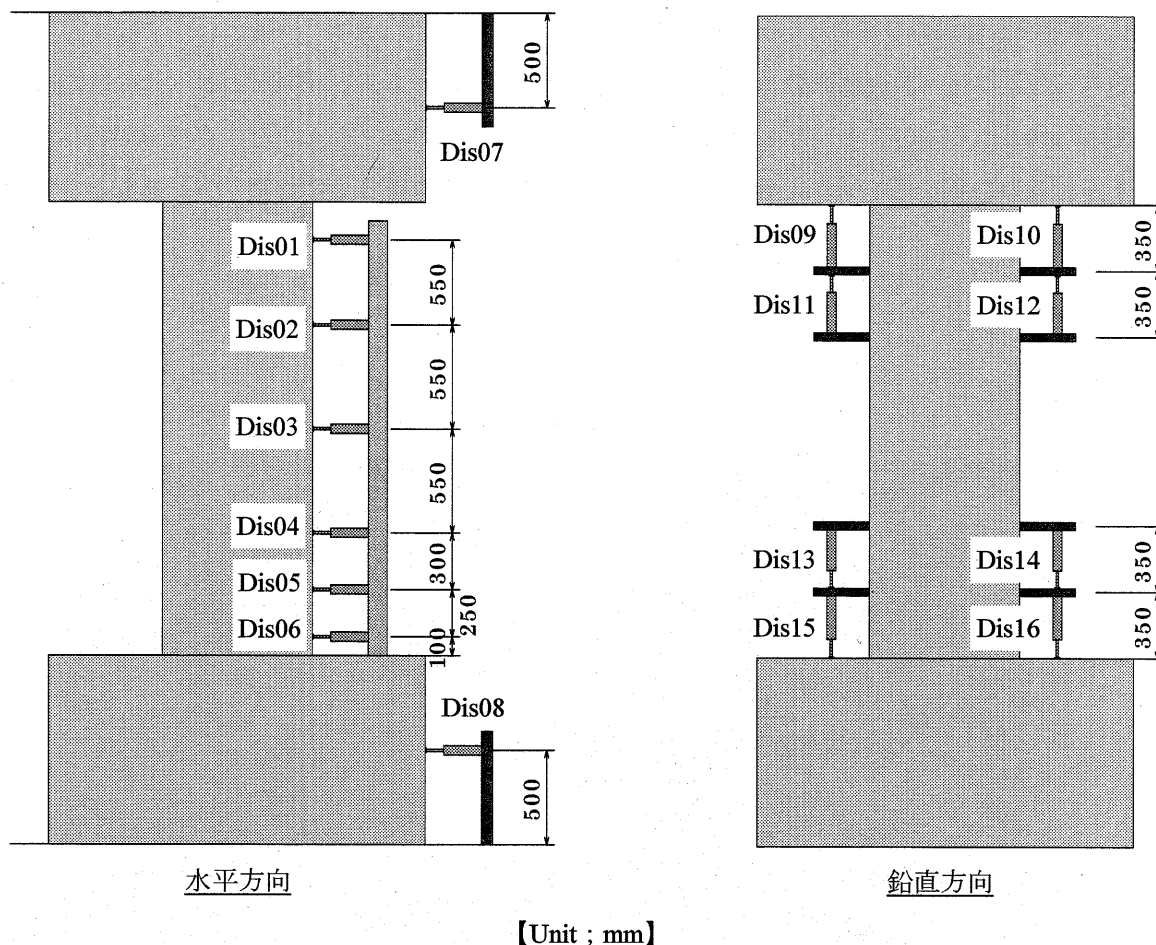 500
Dis07
Dis01
550
Dis02
550
Dis03
550
Dis04
300
Dis05
250
Dis06
100
Dis08
500
水平方向
Dis09
Dis10
350
Dis11
Dis12
350
Dis13
Dis14
350
Dis15
Dis16
350
鉛直方向
【Unit ; mm】